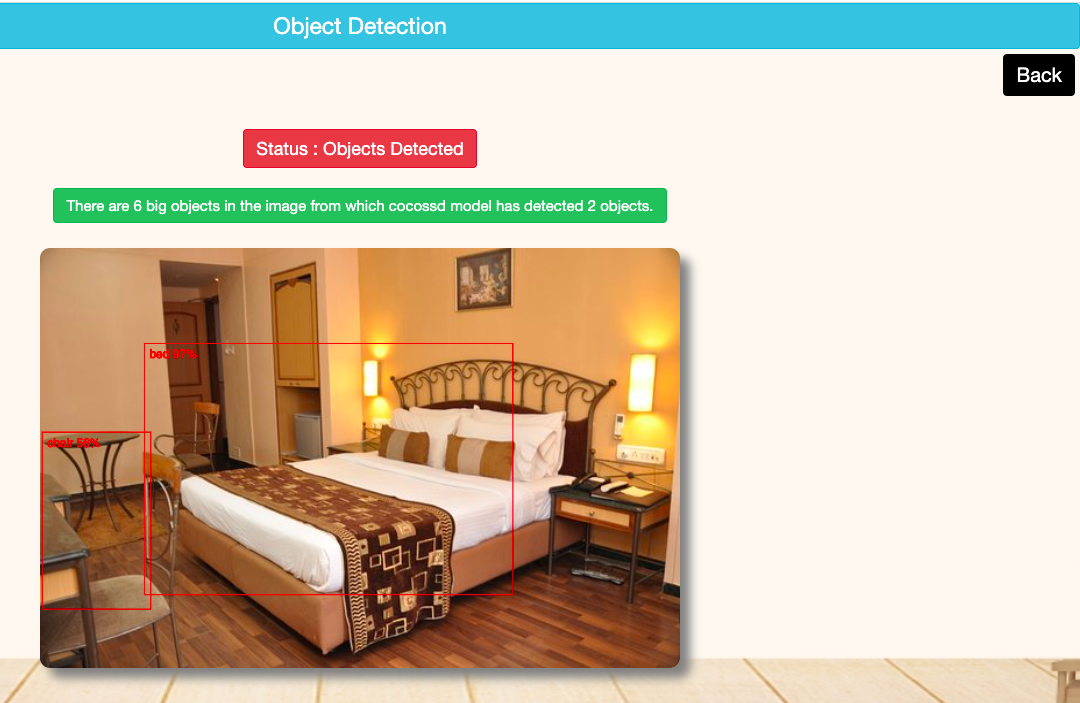 Object Detection
Back
Status : Objects Detected
There are 6 big objects in the image from which cocossd model has detected 2 objects.
bed 97%
chair 56%